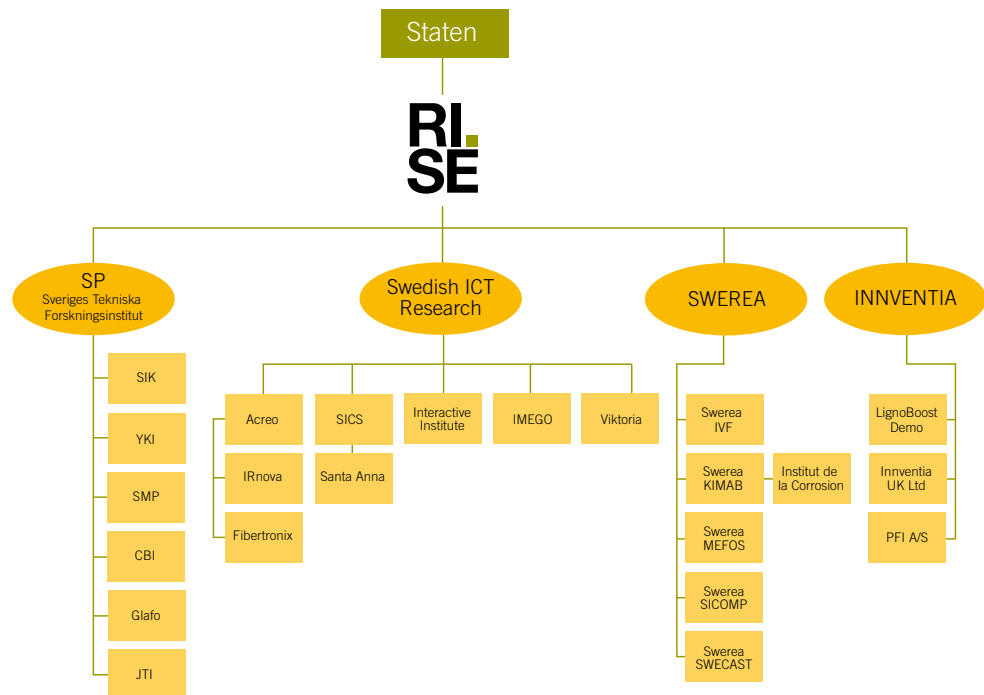 Staten
RI.
SE
SP
Sveriges Tekniska
Forskningsinstitut
SIK
YKI
SMP
CBI
Glafo
JTI
Swedish ICT
Research
Acreo
IRnova
Fibertronix
SICS
Santa Anna
Interactive
Institute
IMEGO
Viktoria
SWEREA
Swerea
IVF
Swerea
KIMAB
Institut de
la Corrosion
Swerea
MEFOS
Swerea
SICOMP
Swerea
SWECAST
INNVENTIA
LignoBoost
Demo
Innventia
UK Ltd
PFI A/S